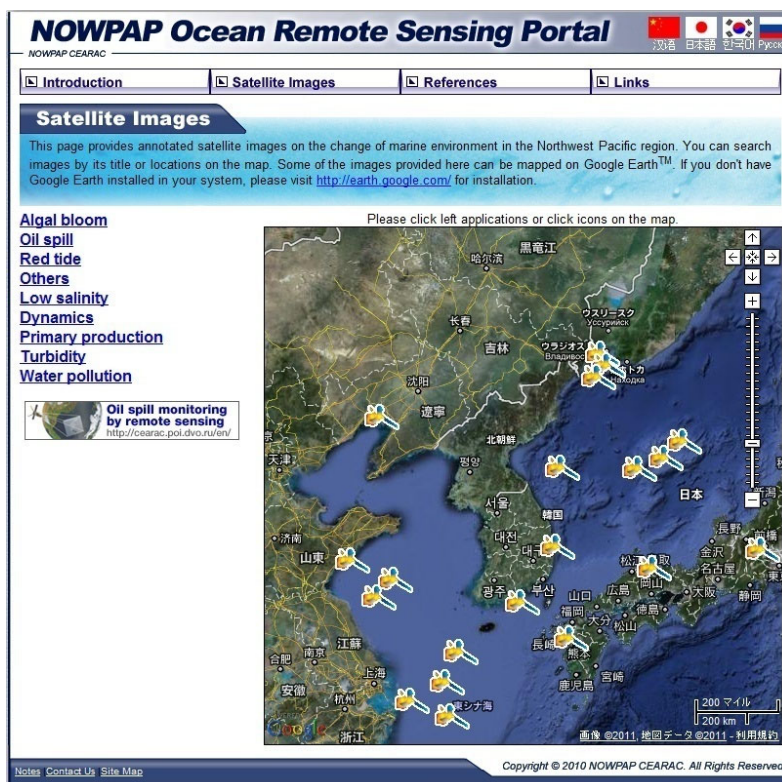 NOWPAP Ocean Remote Sensing Portal
NOWPAP CEARAC
汉语 日本語 한국어
Introduction
Satellite Images
References
Links
Satellite Images
This page provides annotated satellite images on the change of marine environment in the Northwest Pacific region. You can search
images by its title or locations on the map. Some of the images provided here can be mapped on Google Earth™. If you don't have
Google Earth installed in your system, please visit http://earth.google.com/ for installation.
Algal bloom
Oil spill
Red tide
Others
Low salinity
Dynamics
Primary production
Turbidity
Water pollution
Oil spill monitoring
by remote sensing
http://cearac.poi.dvo.ru/en/
Please click left applications or click icons on the map.
黒竜江
哈尔滨
ウスリースク
Уссурийск
长春
吉林
ウラジオス
Владивос
ホトカ
Находка
沈阳
遼寧
北朝鮮
天津
평양
日本
서울
韓国
济南
山東
대전
대구
광주
부산
長野
前橋
金沢
名古屋
静岡
松江
鳥取
岡山
広島
大阪
山口
福岡
徳島
松山
大分
長崎
熊本
宮崎
鹿児島
江蘇
合肥
南京
上海
安徽
杭州
浙江
東シナ海
200 マイル
200 km
Google
画像 ©2011, 地図データ ©2011 - 利用規約
Notes Contact Us Site Map
Copyright © 2010 NOWPAP CEARAC. All Rights Reserved